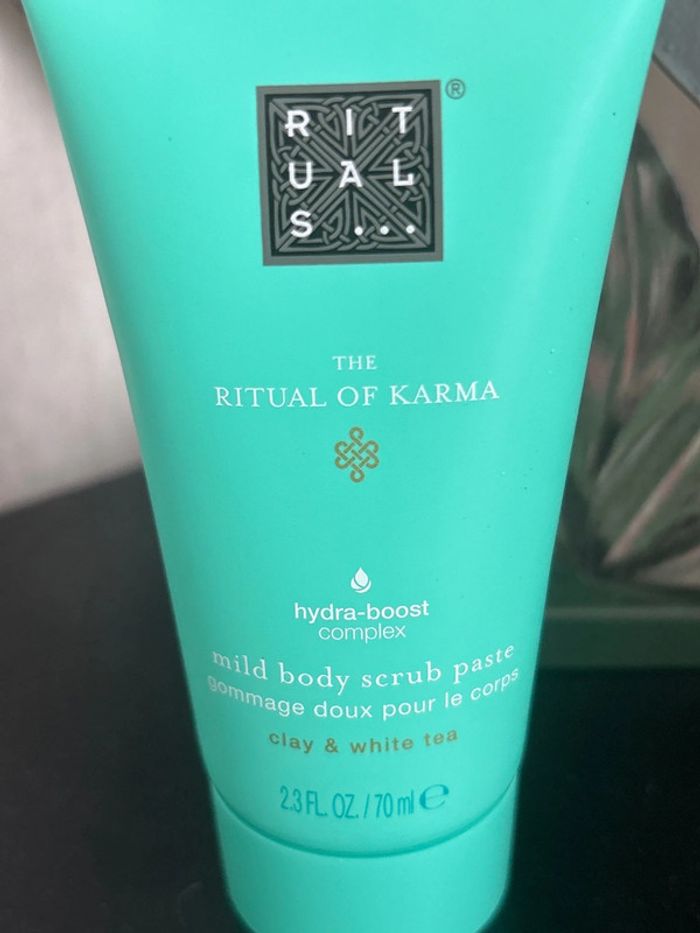 RIT
UAL
S...
®
THE
RITUAL OF KARMA
hydra-boost
complex
mild body scrub paste
gommage doux pour le corps
clay & white tea
2.3 FL. OZ. / 70 ml ℮